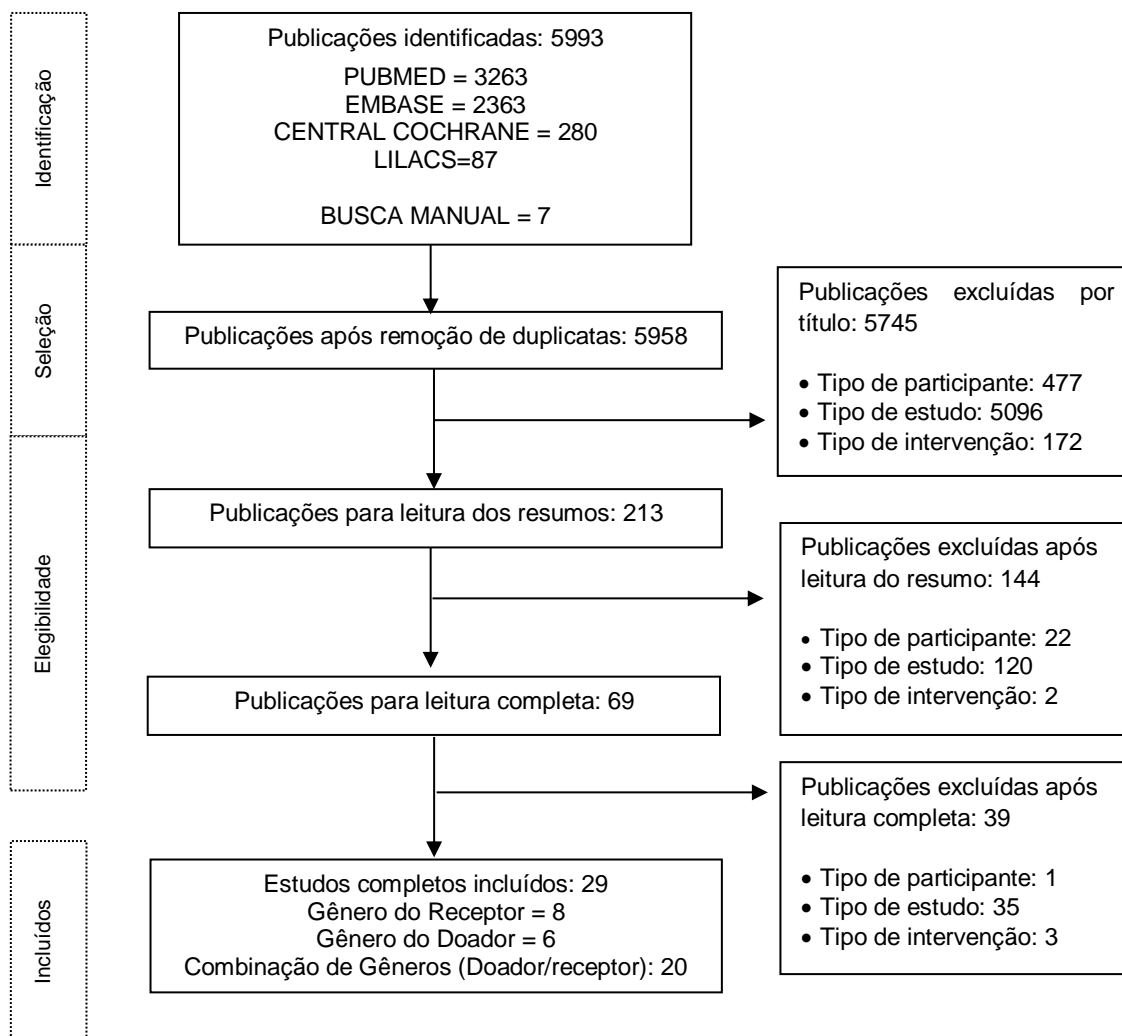 Identificação
Publicações identificadas: 5993
PUBMED = 3263
EMBASE = 2363
CENTRAL COCHRANE = 280
LILACS=87
BUSCA MANUAL = 7
Seleção
Publicações após remoção de duplicatas: 5958
Publicações excluídas por
título: 5745
• Tipo de participante: 477
• Tipo de estudo: 5096
• Tipo de intervenção: 172
Elegibilidade
Publicações para leitura dos resumos: 213
Publicações excluídas após
leitura do resumo: 144
• Tipo de participante: 22
• Tipo de estudo: 120
• Tipo de intervenção: 2
Publicações para leitura completa: 69
Publicações excluídas após
leitura completa: 39
• Tipo de participante: 1
• Tipo de estudo: 35
• Tipo de intervenção: 3
Incluídos
Estudos completos incluídos: 29
Gênero do Receptor = 8
Gênero do Doador = 6
Combinação de Gêneros (Doador/receptor): 20